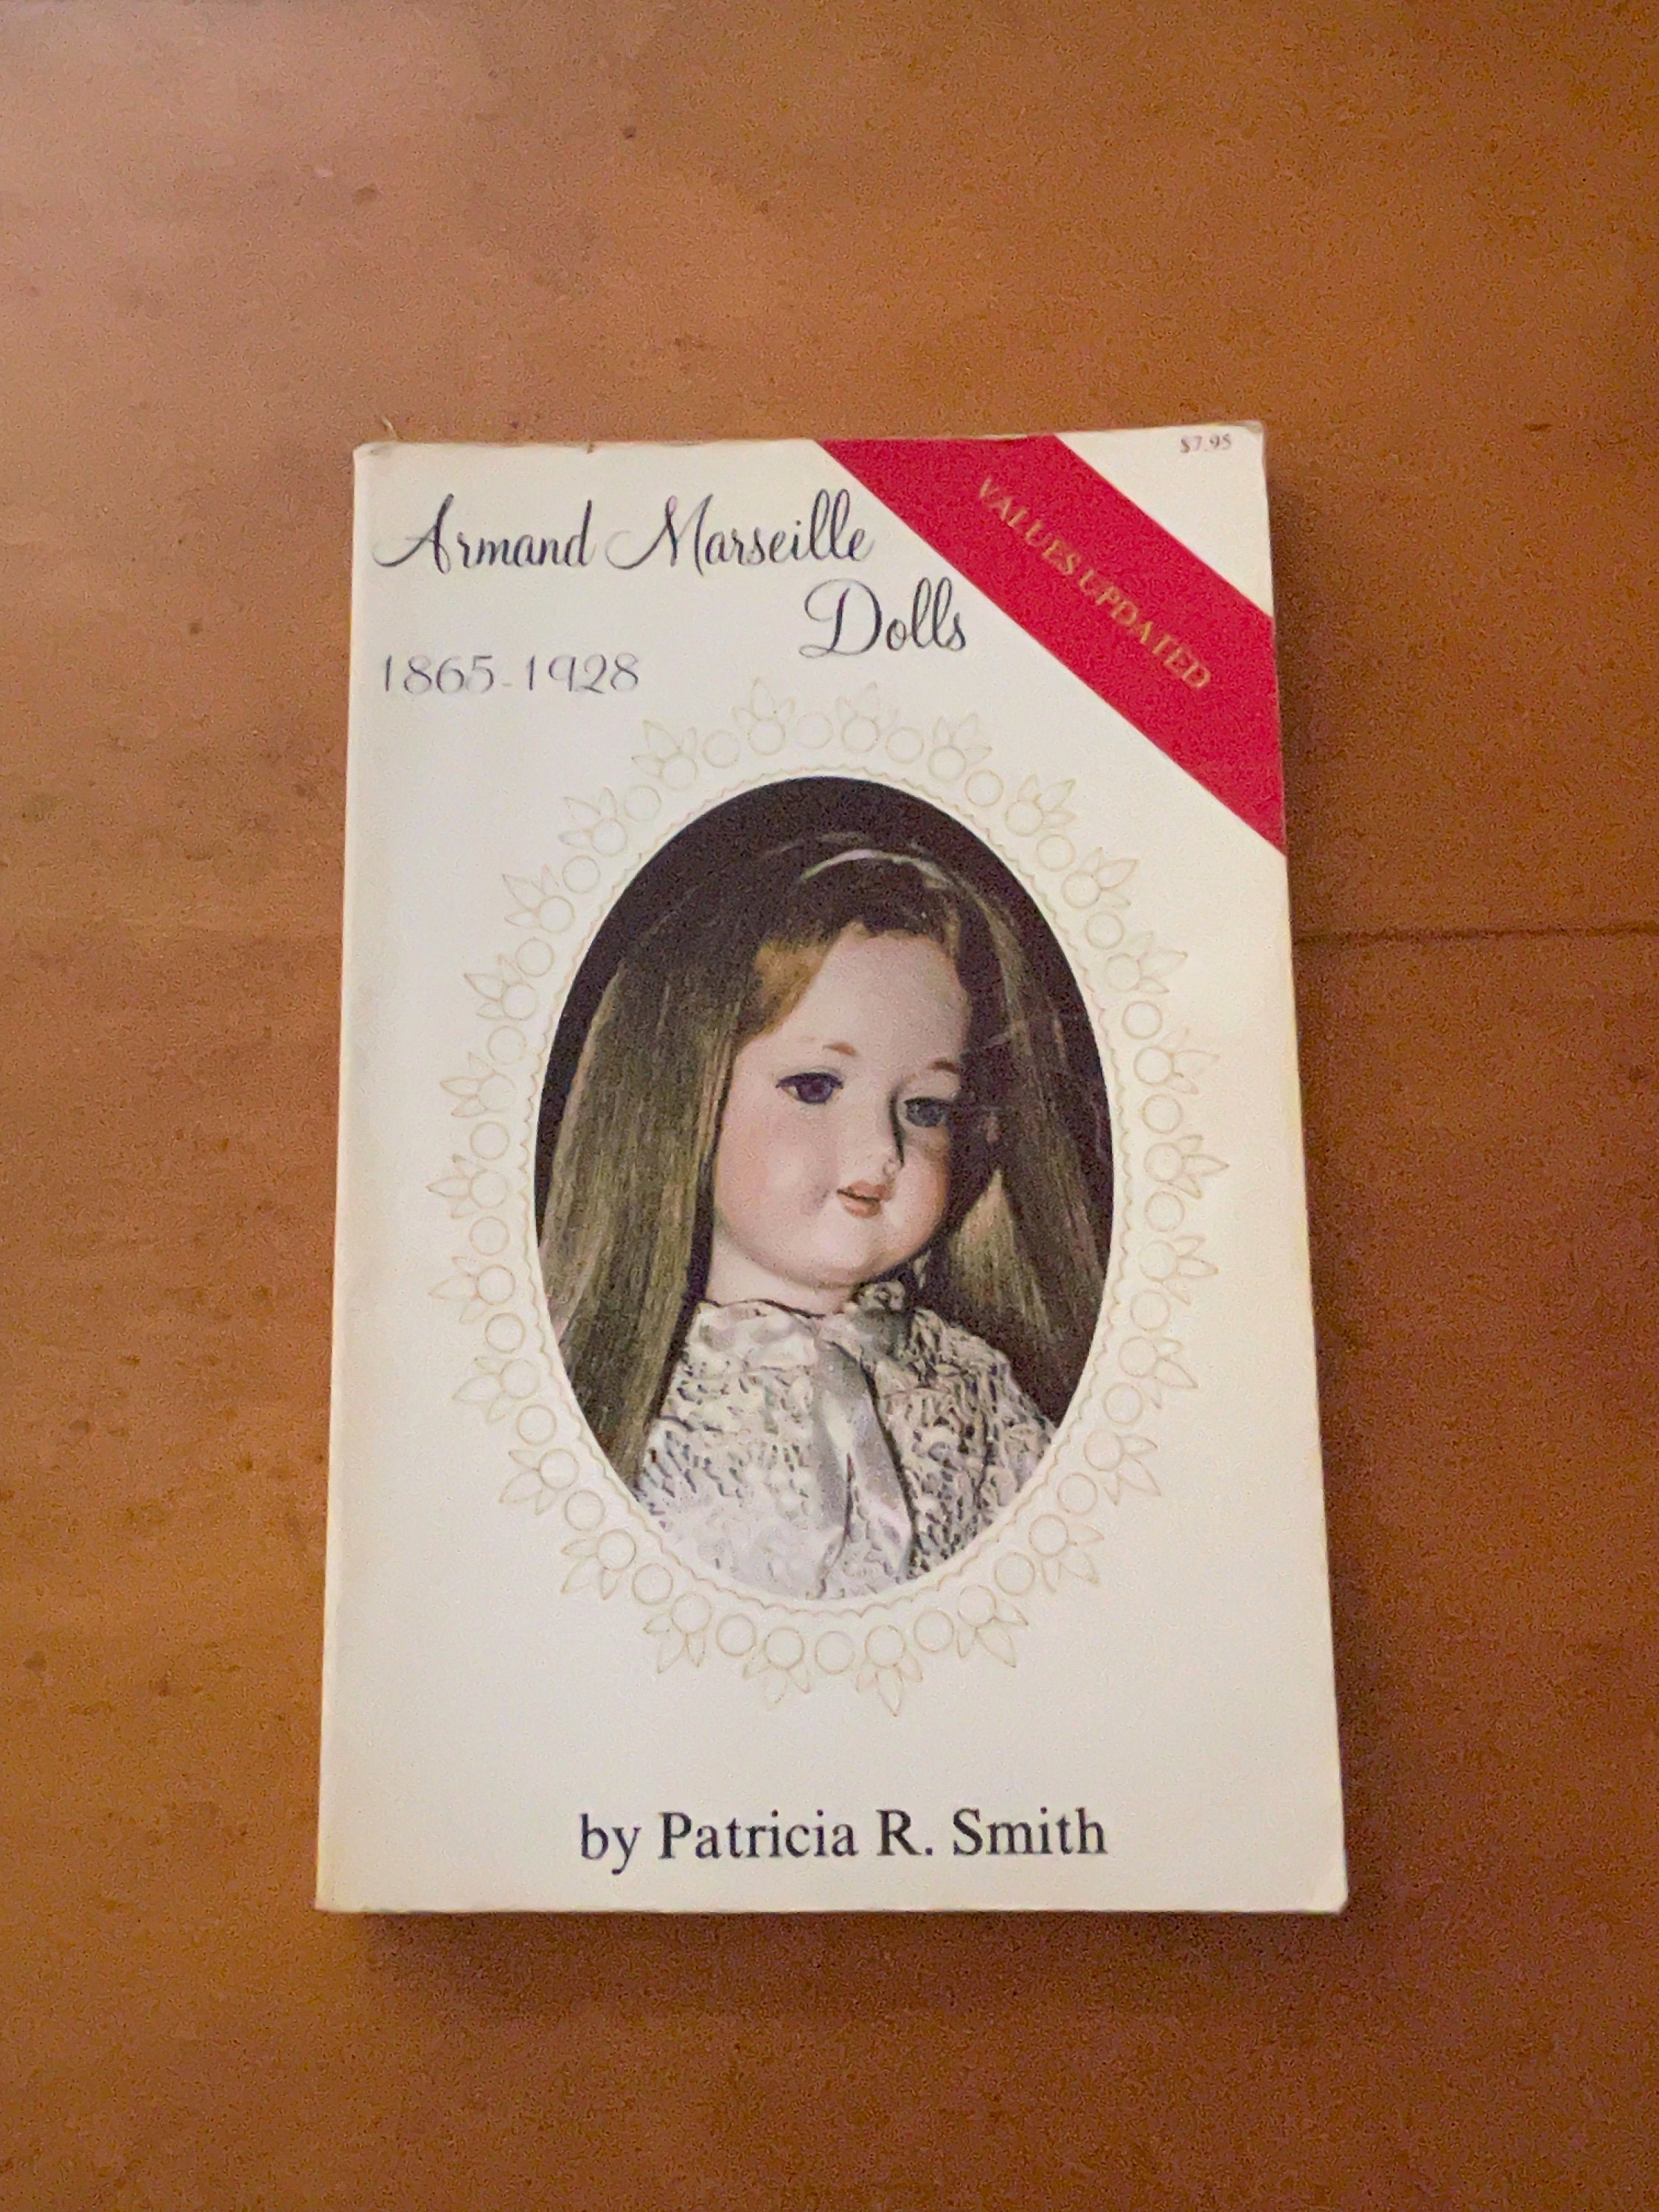 $7.95
VALUES UPDATED
Armand Marseille
Dolls
1865-1928
by Patricia R. Smith